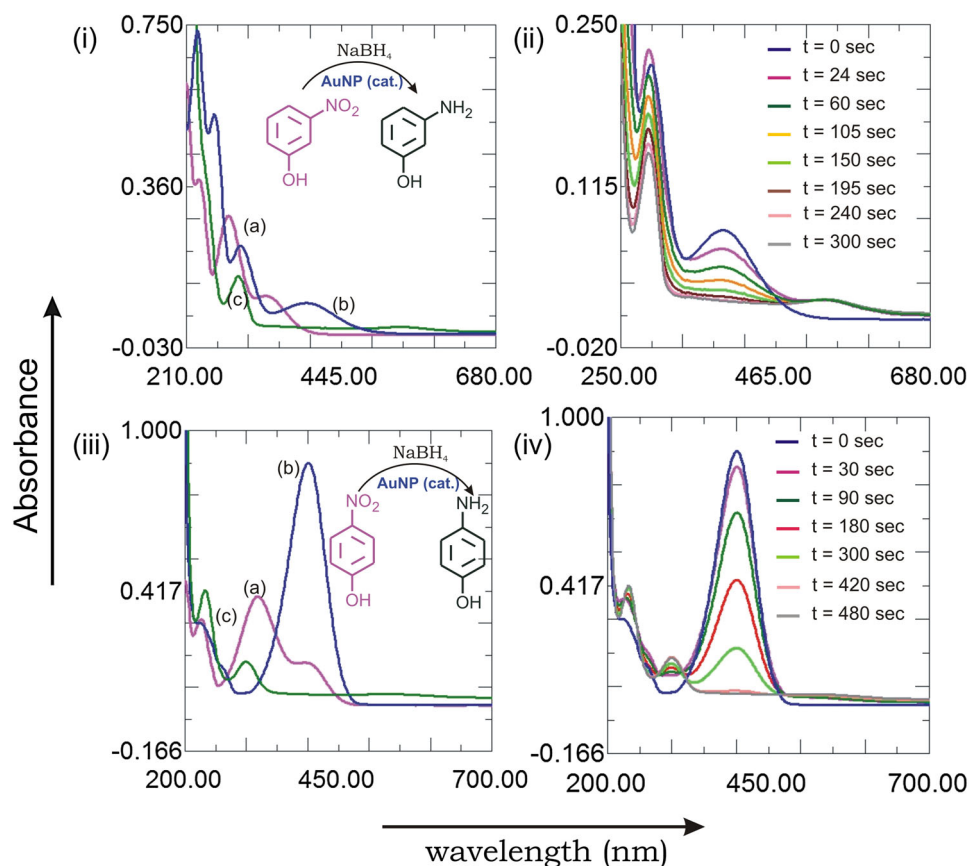 (i)
0.750
0.360
-0.030
210.00
445.00
680.00
NaBH₄
AuNP (cat.)
NO₂
OH
NH₂
OH
(a)
(b)
(c)
(ii)
0.250
0.115
-0.020
250.00
465.00
680.00
t = 0 sec
t = 24 sec
t = 60 sec
t = 105 sec
t = 150 sec
t = 195 sec
t = 240 sec
t = 300 sec
(iii)
1.000
0.417
-0.166
200.00
450.00
700.00
(b)
NaBH₄
AuNP (cat.)
NO₂
OH
NH₂
OH
(a)
(c)
(iv)
1.000
0.417
-0.166
200.00
450.00
700.00
t = 0 sec
t = 30 sec
t = 90 sec
t = 180 sec
t = 300 sec
t = 420 sec
t = 480 sec
Absorbance
wavelength (nm)